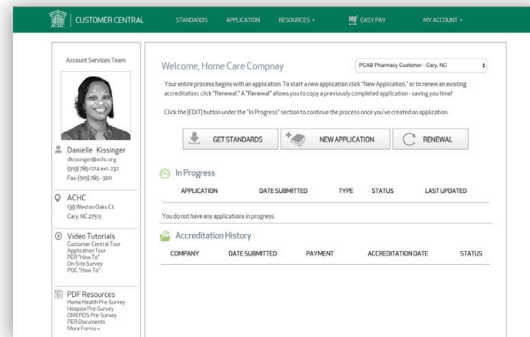 ACHC
CUSTOMER CENTRAL
STANDARDS
APPLICATION
RESOURCES
EASY PAY
MY ACCOUNT
Account Services Team
Danielle Kissinger
dkissinger@achc.org
(919) 785-1214 ext. 232
Fax: (919) 785-3011
ACHC
139 Weston Oaks Ct.
Cary, NC 27513
Video Tutorials
Customer Central Tour
Application Tour
PER "How To"
On-Site Survey
POC "How To"
PDF Resources
Home Health Pre-Survey
Hospice Pre-Survey
DMEPOS Pre-Survey
PER Documents
More Forms »
Welcome, Home Care Compnay
PCAB Pharmacy Customer - Cary, NC
Your entire process begins with an application. To start a new application click "New Application," or to renew an existing
accreditation, click "Renewal." A "Renewal" allows you to copy a previously completed application - saving you time!
Click the [EDIT] button under the "In Progress" section to continue the process once you've created an application.
GET STANDARDS
NEW APPLICATION
RENEWAL
In Progress
APPLICATION DATE SUBMITTED TYPE STATUS LAST UPDATED
You do not have any applications in progress.
Accreditation History
COMPANY DATE SUBMITTED PAYMENT ACCREDITATION DATE STATUS